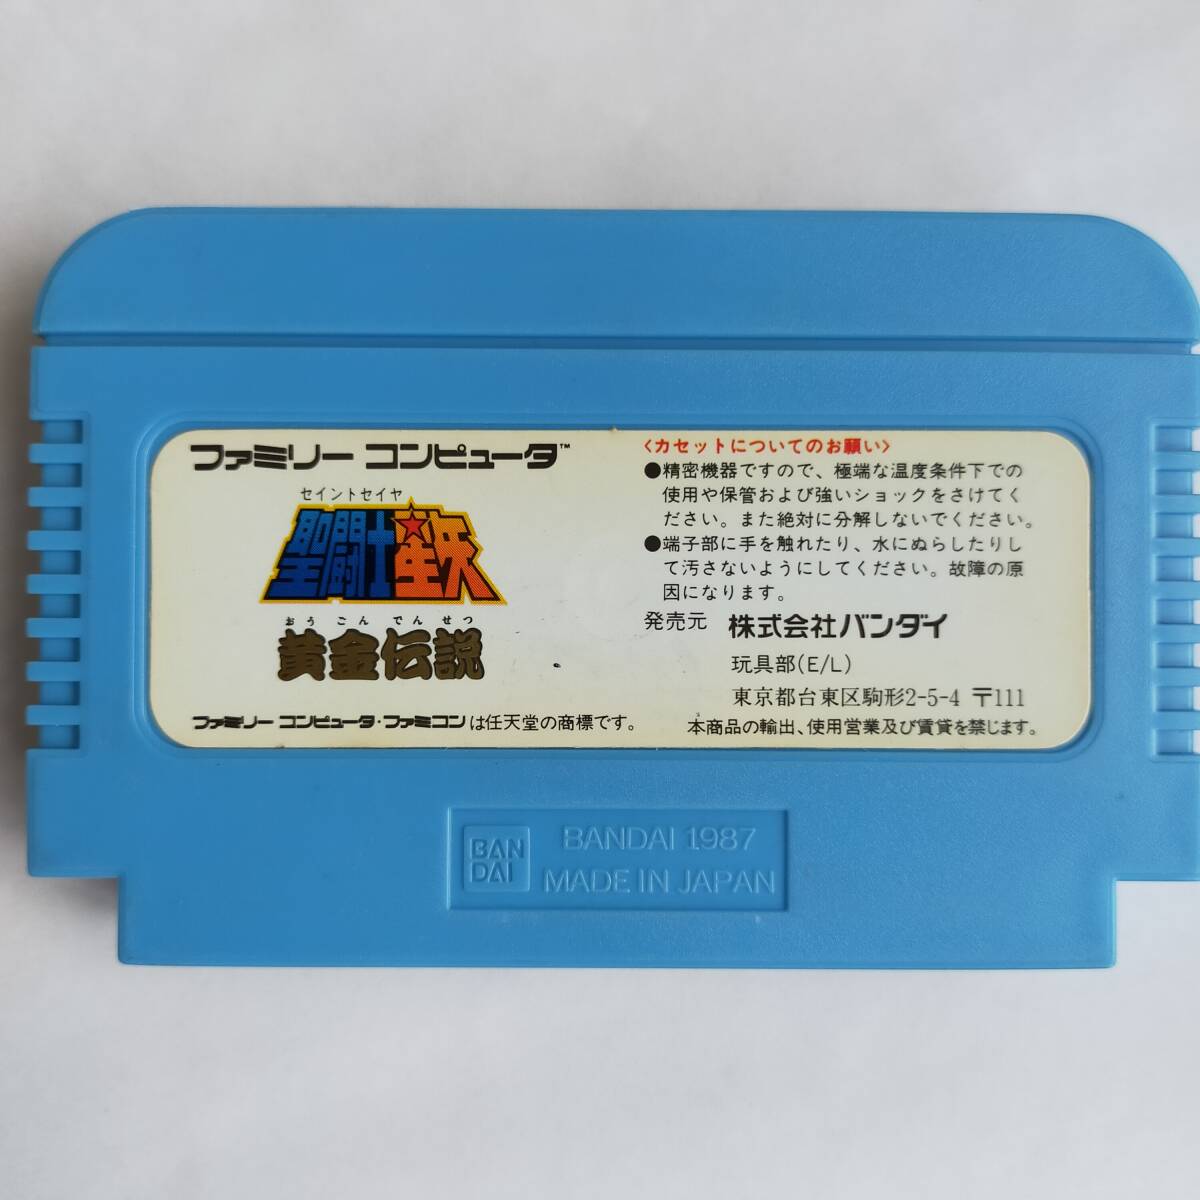 ファミリー コンピュータ™
セイントセイヤ
聖闘士星矢
おうごんでんせつ
黄金伝説
ファミリー コンピュータ・ファミコンは任天堂の商標です。
〈カセットについてのお願い〉
●精密機器ですので、極端な温度条件下での
使用や保管および強いショックをさけてく
ださい。また絶対に分解しないでください。
●端子部に手を触れたり、水にぬらしたりし
て汚さないようにしてください。故障の原
因になります。
発売元 株式会社バンダイ
玩具部(E/L)
東京都台東区駒形2-5-4 〒111
本商品の輸出、使用営業及び賃貸を禁じます。
BAN
DAI
BANDAI 1987
MADE IN JAPAN